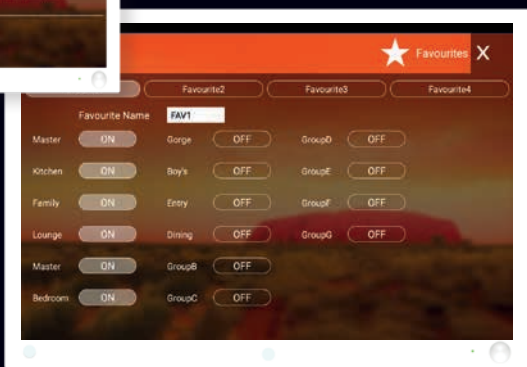 Favourites X
Favourite2 Favourite3 Favourite4
Favourite Name FAV1
Master ON Gorge OFF GroupD OFF
Kitchen ON Boy's OFF GroupE OFF
Family ON Entry OFF GroupF OFF
Lounge ON Dining OFF GroupG OFF
Master ON GroupB OFF
Bedroom ON GroupC OFF